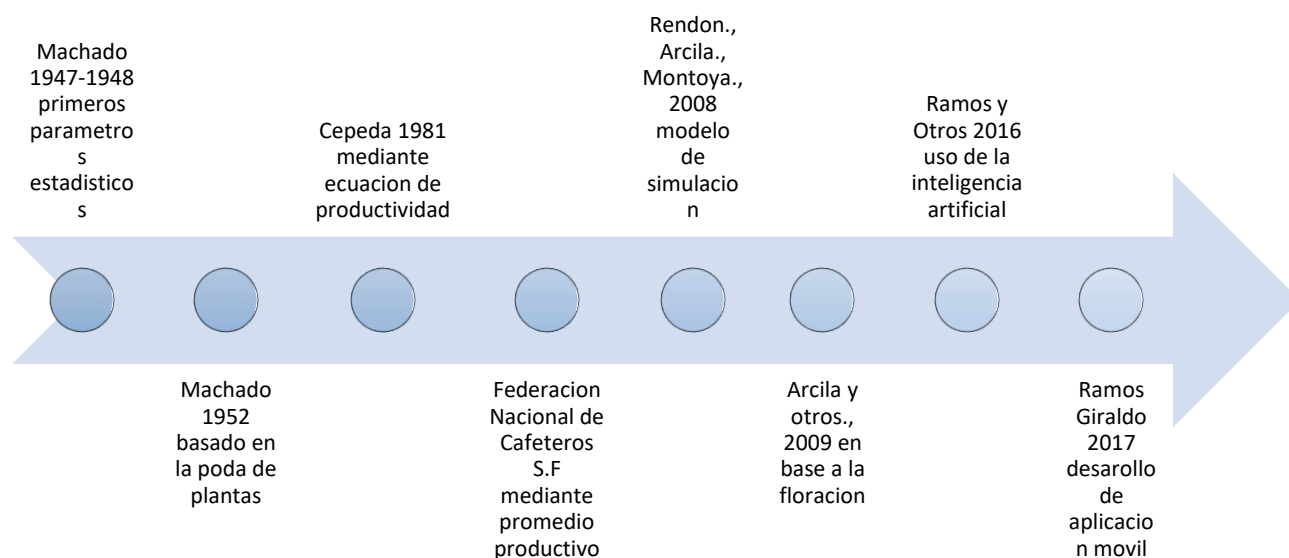 Machado
1947-1948
primeros
parametro
s
estadistico
s
Machado
1952
basado en
la poda de
plantas
Cepeda 1981
mediante
ecuacion de
productividad
Federacion
Nacional de
Cafeteros
S.F
mediante
promedio
productivo
Rendon.,
Arcila.,
Montoya.,
2008
modelo
de
simulacio
n
Arcila y
otros.,
2009 en
base a la
floracion
Ramos y
Otros 2016
uso de la
inteligencia
artificial
Ramos
Giraldo
2017
desarollo
de
aplicacio
n movil